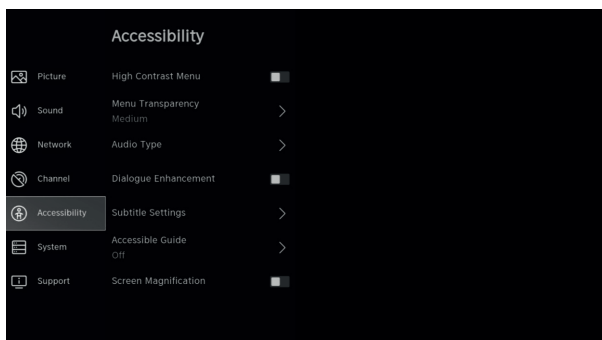 Accessibility
Picture
Sound
Network
Channel
Accessibility
System
Support
High Contrast Menu
Menu Transparency
Medium
Audio Type
Dialogue Enhancement
Subtitle Settings
Accessible Guide
Off
Screen Magnification